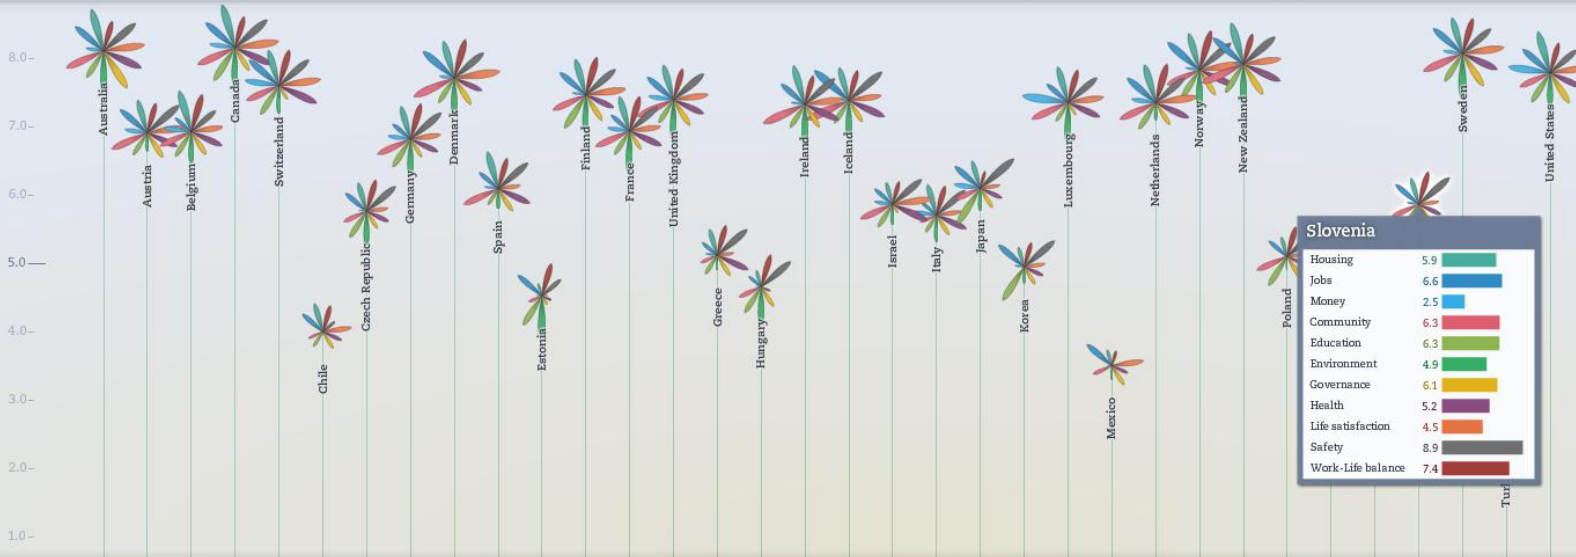 8.0
7.0
6.0
5.0
4.0
3.0
2.0
1.0
Australia
Austria
Belgium
Canada
Switzerland
Chile
Czech Republic
Germany
Denmark
Spain
Estonia
Finland
France
United Kingdom
Greece
Hungary
Ireland
Iceland
Israel
Italy
Japan
Korea
Luxembourg
Mexico
Netherlands
Norway
New Zealand
Poland
Sweden
United States
Slovenia
Housing 5.9
Jobs 6.6
Money 2.5
Community 6.3
Education 6.3
Environment 4.9
Governance 6.1
Health 5.2
Life satisfaction 4.5
Safety 8.9
Work-Life balance 7.4